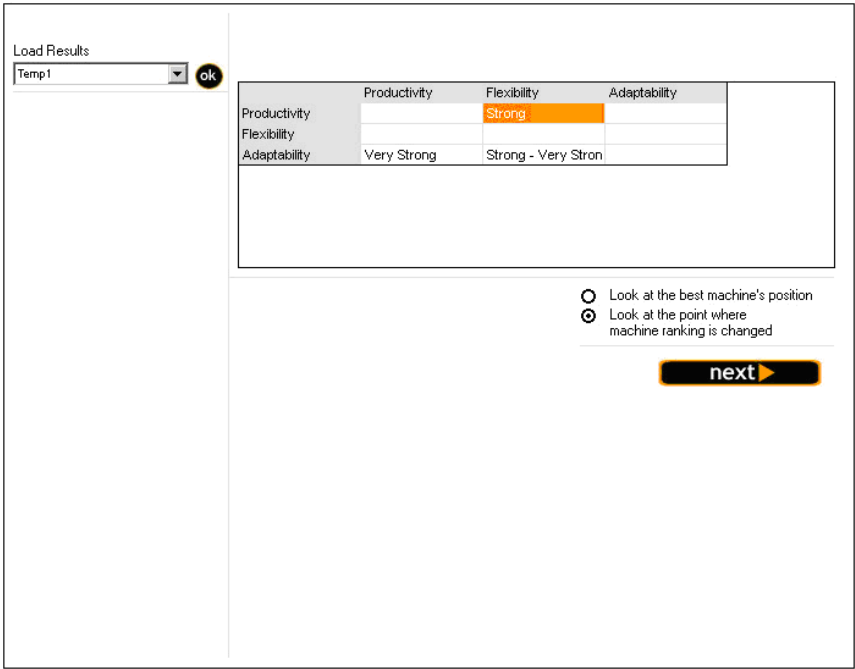 Load Results
Temp1
ok
Productivity Flexibility Adaptability
Productivity Strong
Flexibility
Adaptability Very Strong Strong - Very Stron
Look at the best machine's position
Look at the point where
machine ranking is changed
next